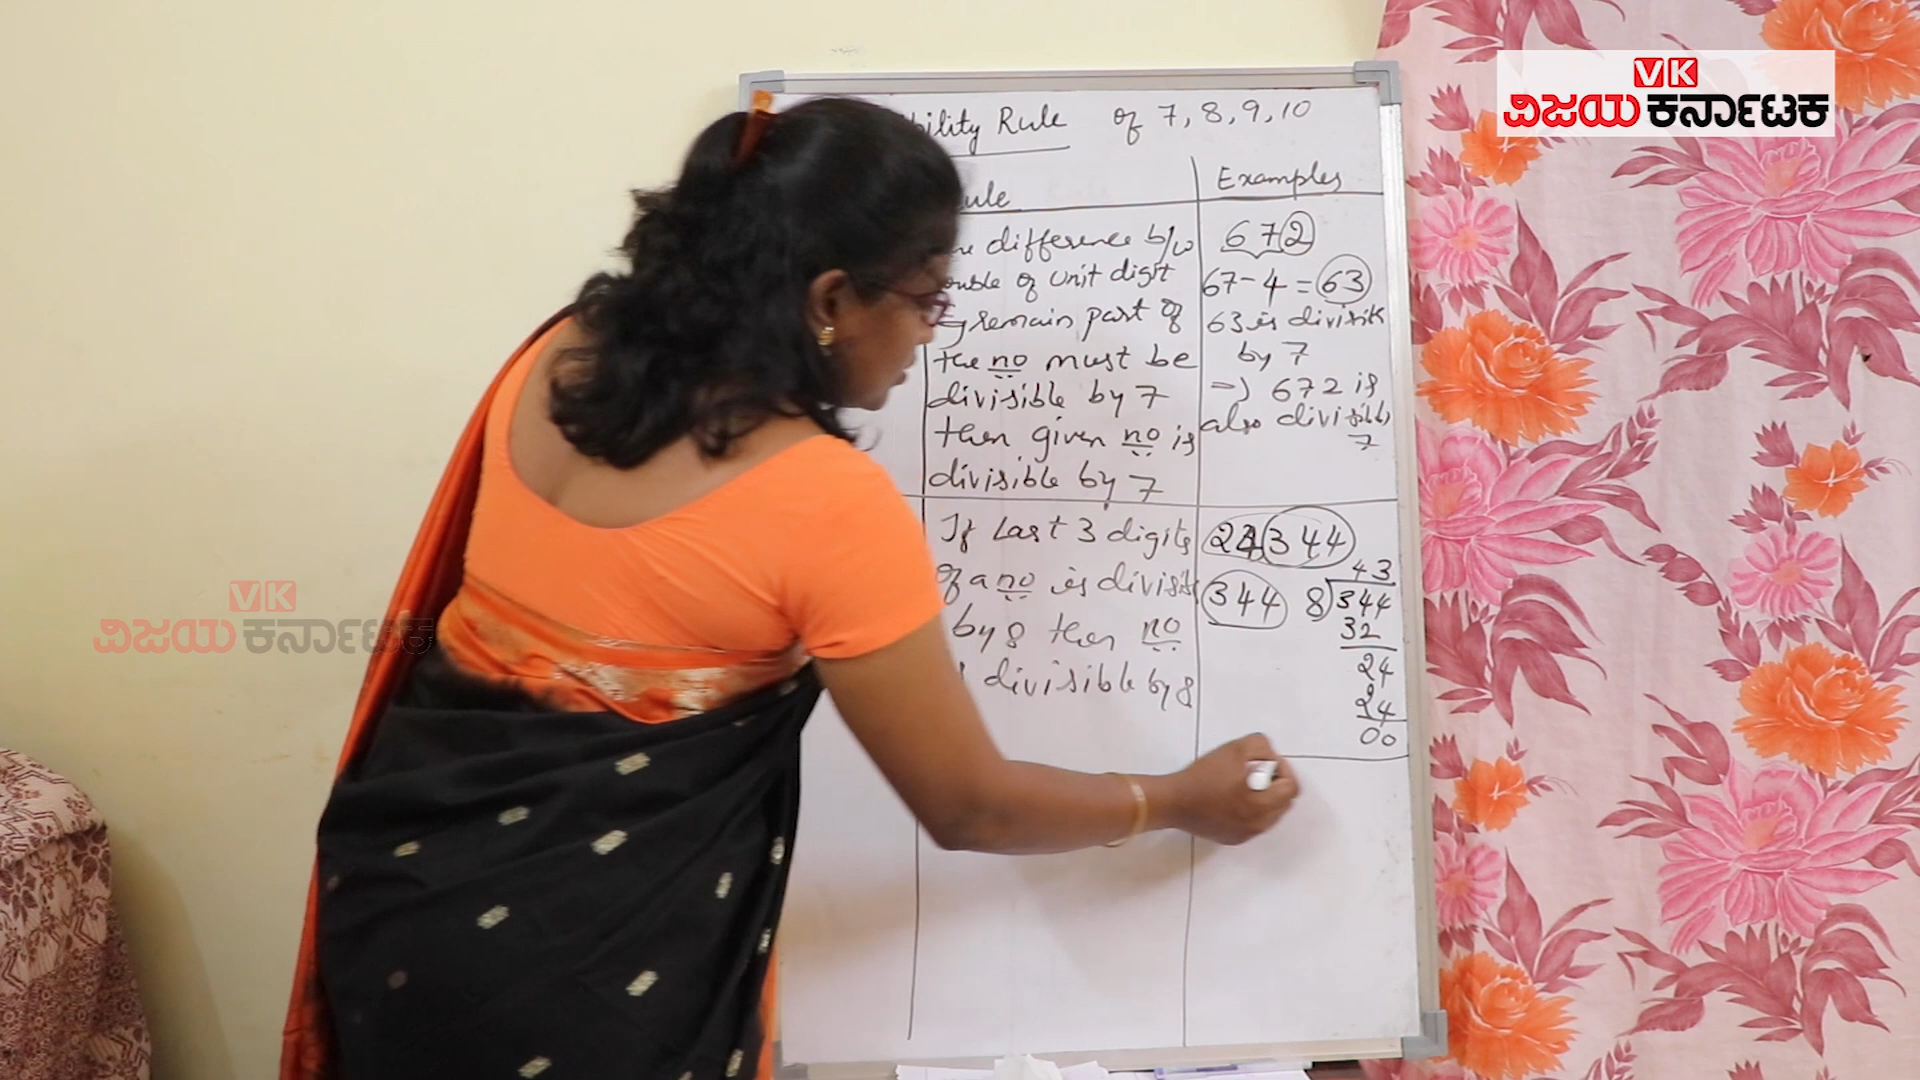 VK
ವಿಜಯ ಕರ್ನಾಟಕ
bility Rule of 7, 8, 9, 10
ule
Examples
difference b/w
ouble of unit digit
remain part of
the no must be
divisible by 7
then given no is
divisible by 7
672
67 - 4 = 63
63 is divisib
by 7
=> 672 is
also divisible
7
If Last 3 digits
of a no is divisib
by 8 then no
divisible by 8
344
344
43
8)344
32
24
24
00
VK
ವಿಜಯ ಕರ್ನಾಟಕ